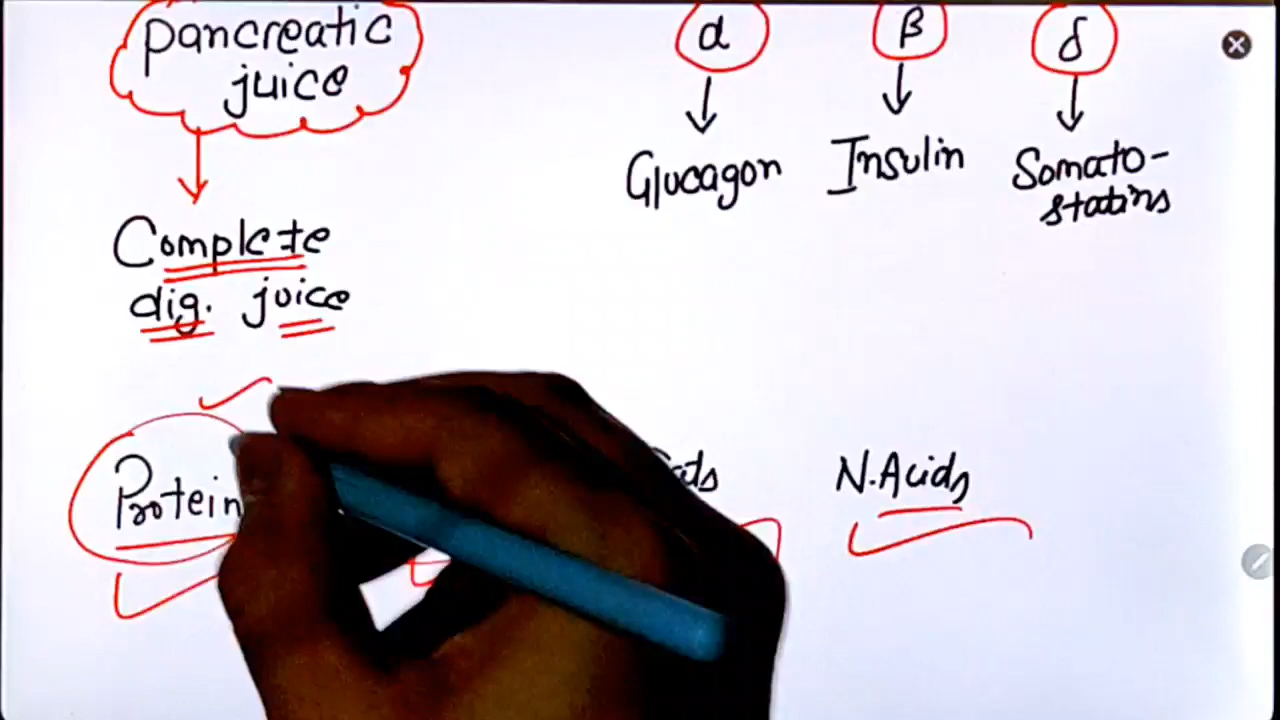 Pancreatic
juice
α
β
δ
Glucagon
Insulin
Somato-
statins
Complete
dig. juice
Protein
N. Acids